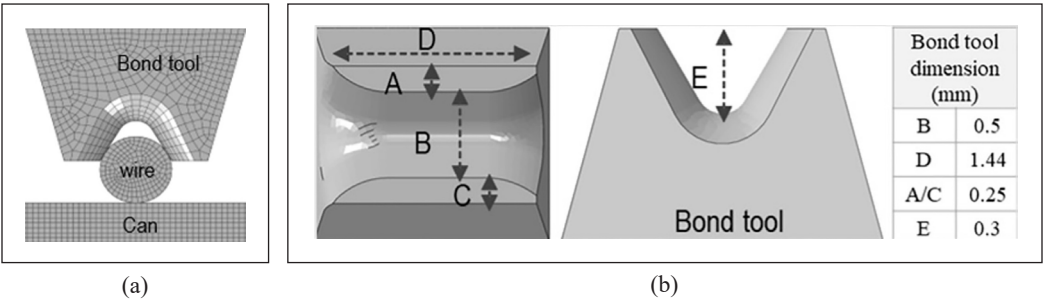 Bond tool
wire
Can
(a)
D
A
B
C
E
Bond tool
Bond tool
dimension
(mm)
B 0.5
D 1.44
A/C 0.25
E 0.3
(b)